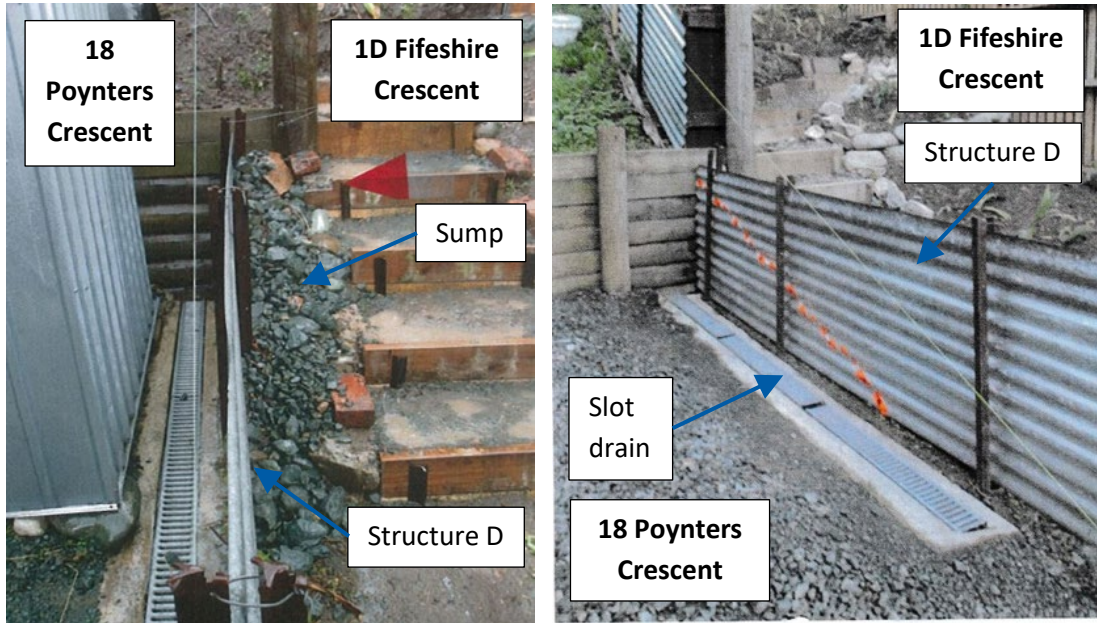 18
Poynters
Crescent
1D Fifeshire
Crescent
Sump
Structure D
1D Fifeshire
Crescent
Structure D
Slot
drain
18 Poynters
Crescent